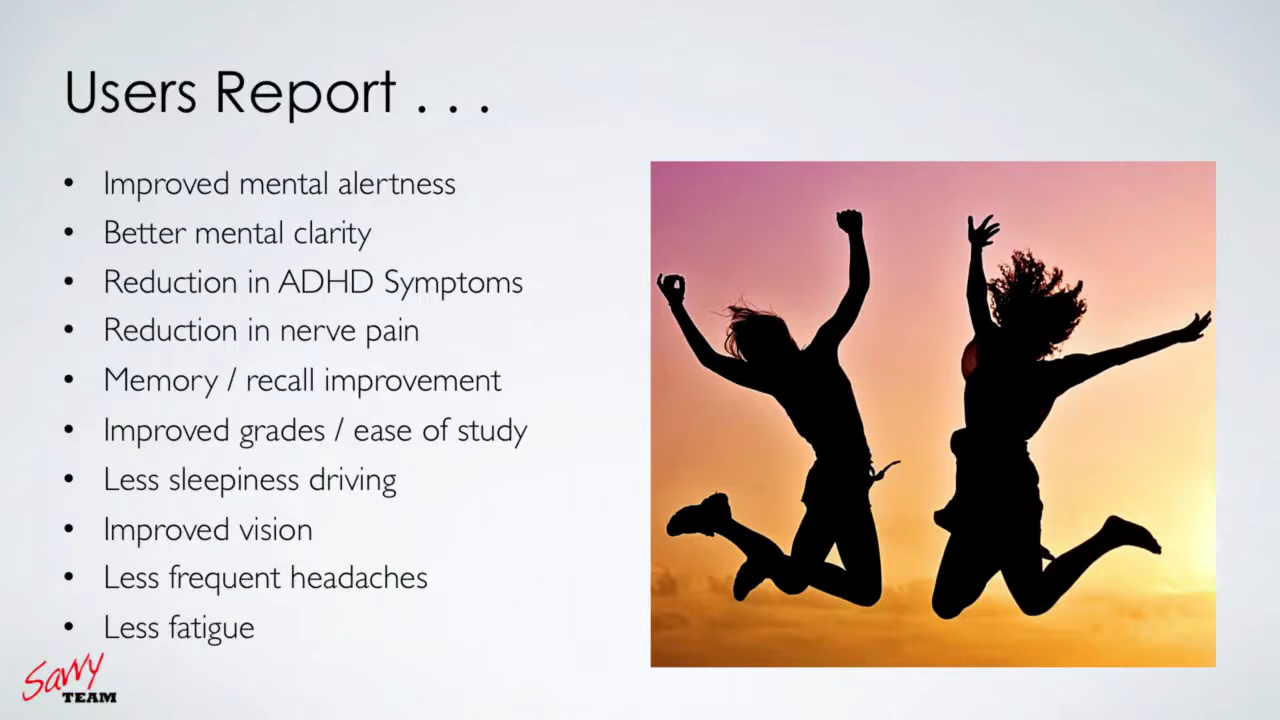 Users Report . . .
• Improved mental alertness
• Better mental clarity
• Reduction in ADHD Symptoms
• Reduction in nerve pain
• Memory / recall improvement
• Improved grades / ease of study
• Less sleepiness driving
• Improved vision
• Less frequent headaches
• Less fatigue
Savvy
TEAM